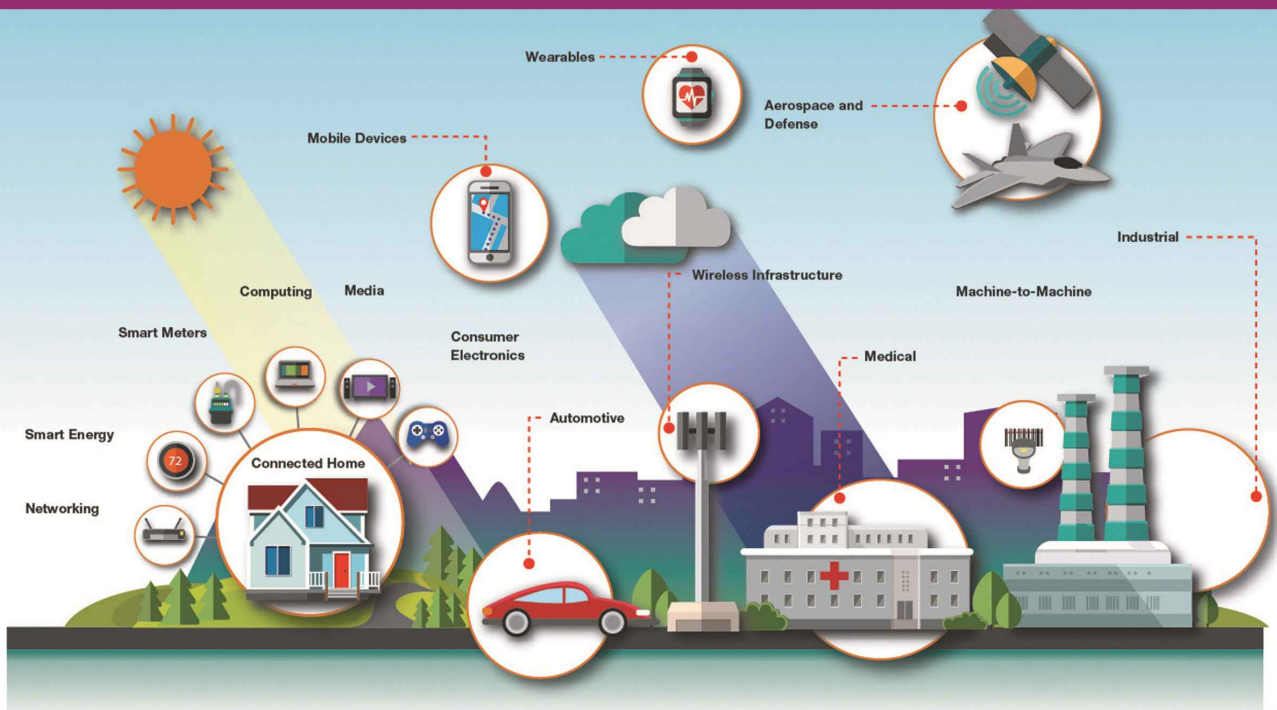 Wearables
Aerospace and
Defense
Mobile Devices
Industrial
Wireless Infrastructure
Computing
Media
Machine-to-Machine
Smart Meters
Consumer
Electronics
Medical
Automotive
Smart Energy
72
Connected Home
Networking